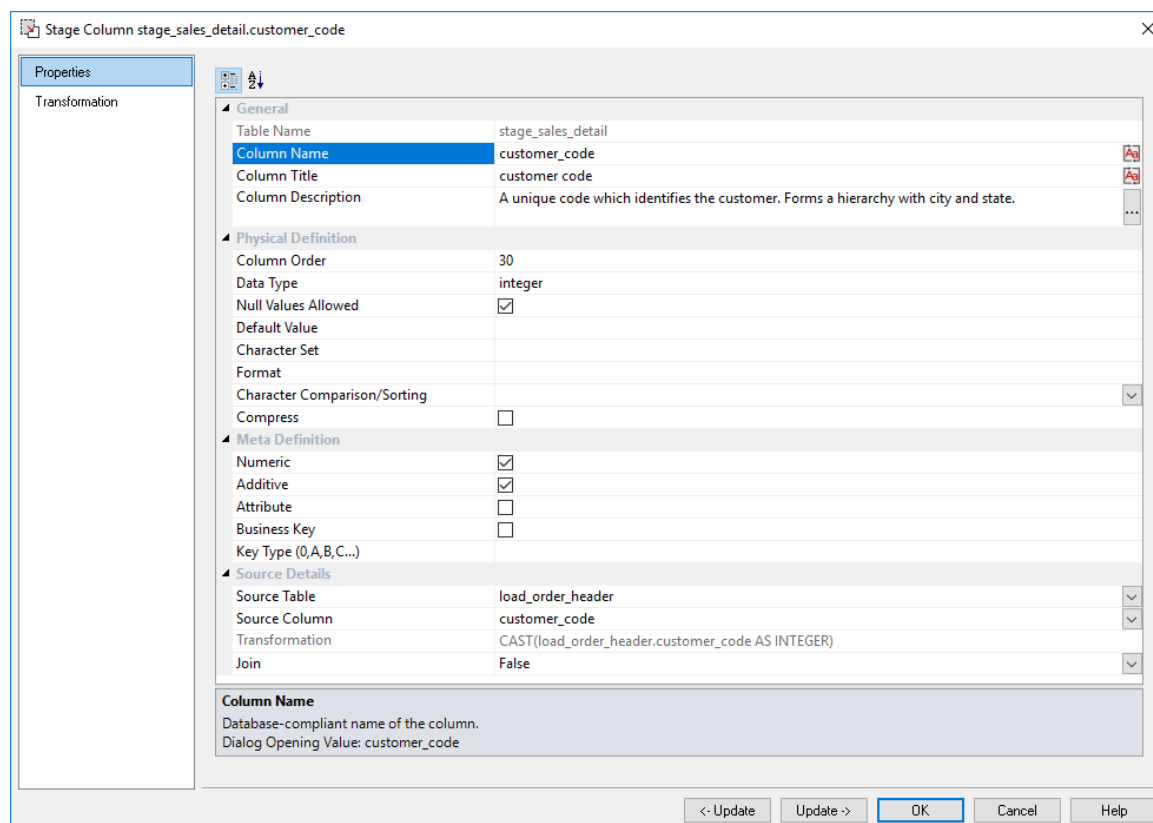 Stage Column stage_sales_detail.customer_code
Properties
Transformation
General
Table Name stage_sales_detail
Column Name customer_code
Column Title customer code
Column Description A unique code which identifies the customer. Forms a hierarchy with city and state.
...
Physical Definition
Column Order 30
Data Type integer
Null Values Allowed
Default Value
Character Set
Format
Character Comparison/Sorting
Compress
Meta Definition
Numeric
Additive
Attribute
Business Key
Key Type (0,A,B,C...)
Source Details
Source Table load_order_header
Source Column customer_code
Transformation CAST(load_order_header.customer_code AS INTEGER)
Join False
Column Name
Database-compliant name of the column.
Dialog Opening Value: customer_code
<- Update Update -> OK Cancel Help